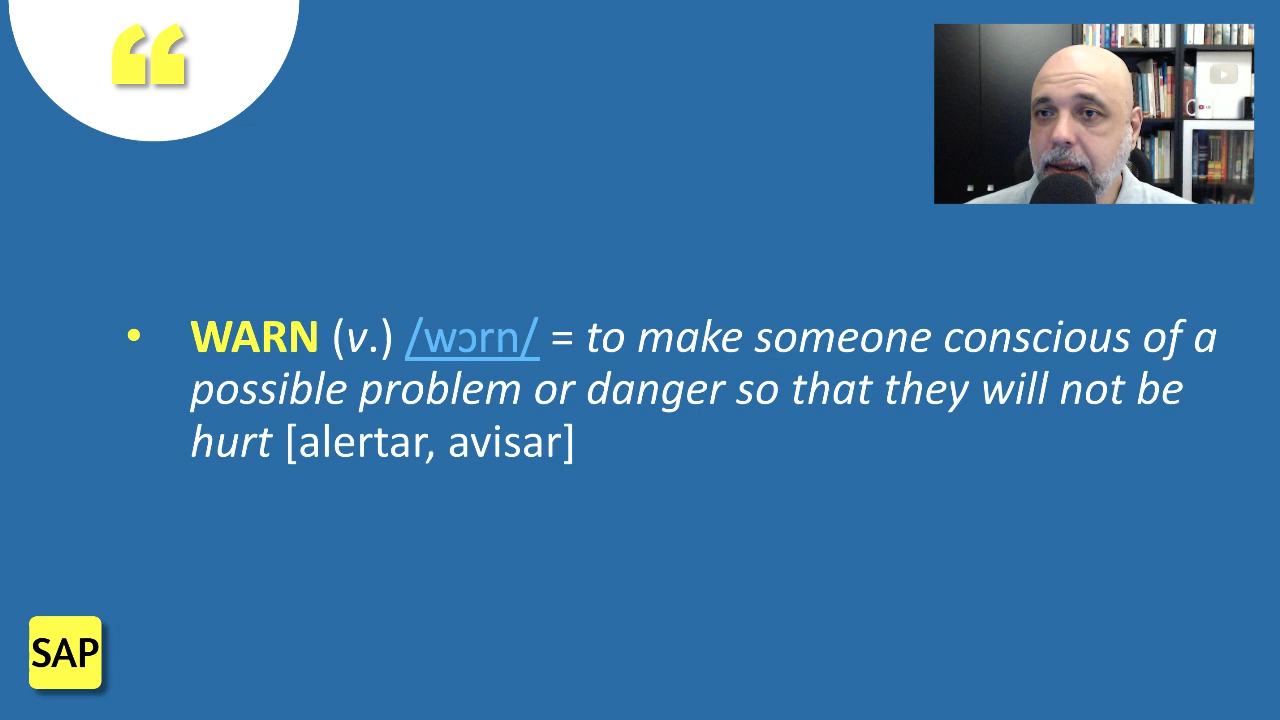 “
• WARN (v.) /wɔrn/ = to make someone conscious of a
possible problem or danger so that they will not be
hurt [alertar, avisar]
SAP